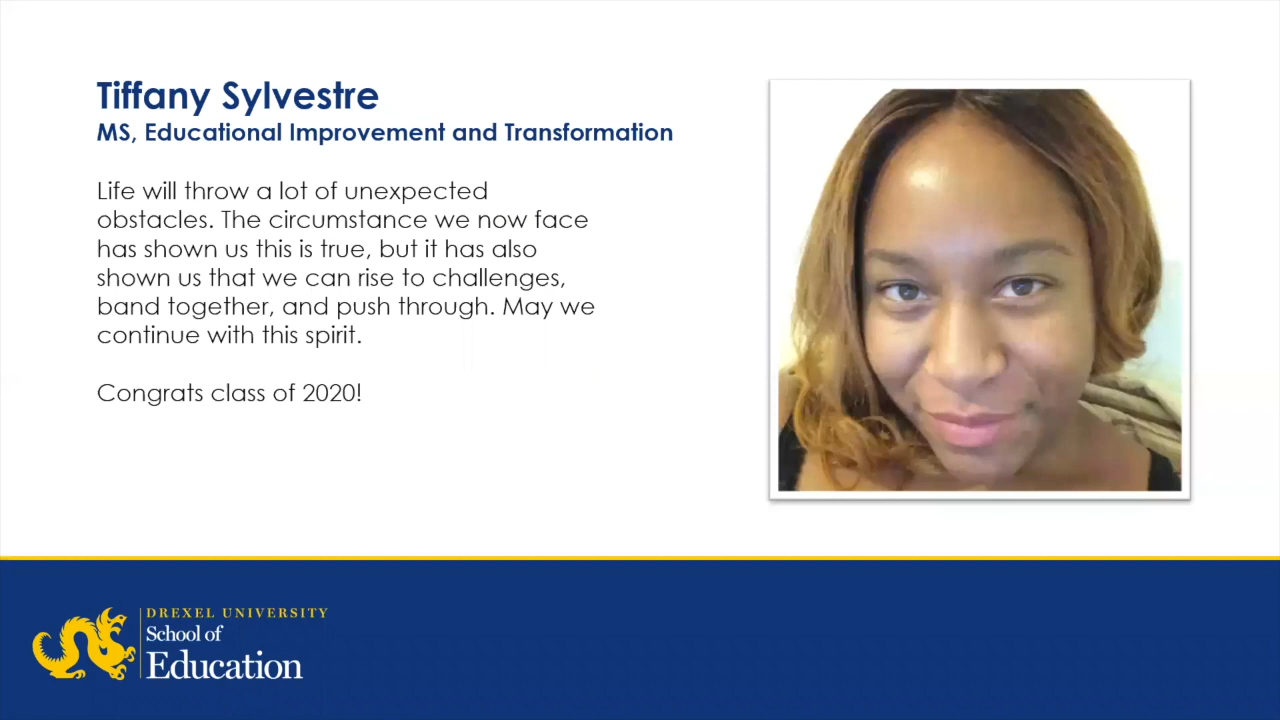 Tiffany Sylvestre
MS, Educational Improvement and Transformation
Life will throw a lot of unexpected
obstacles. The circumstance we now face
has shown us this is true, but it has also
shown us that we can rise to challenges,
band together, and push through. May we
continue with this spirit.
Congrats class of 2020!
DREXEL UNIVERSITY
School of
Education